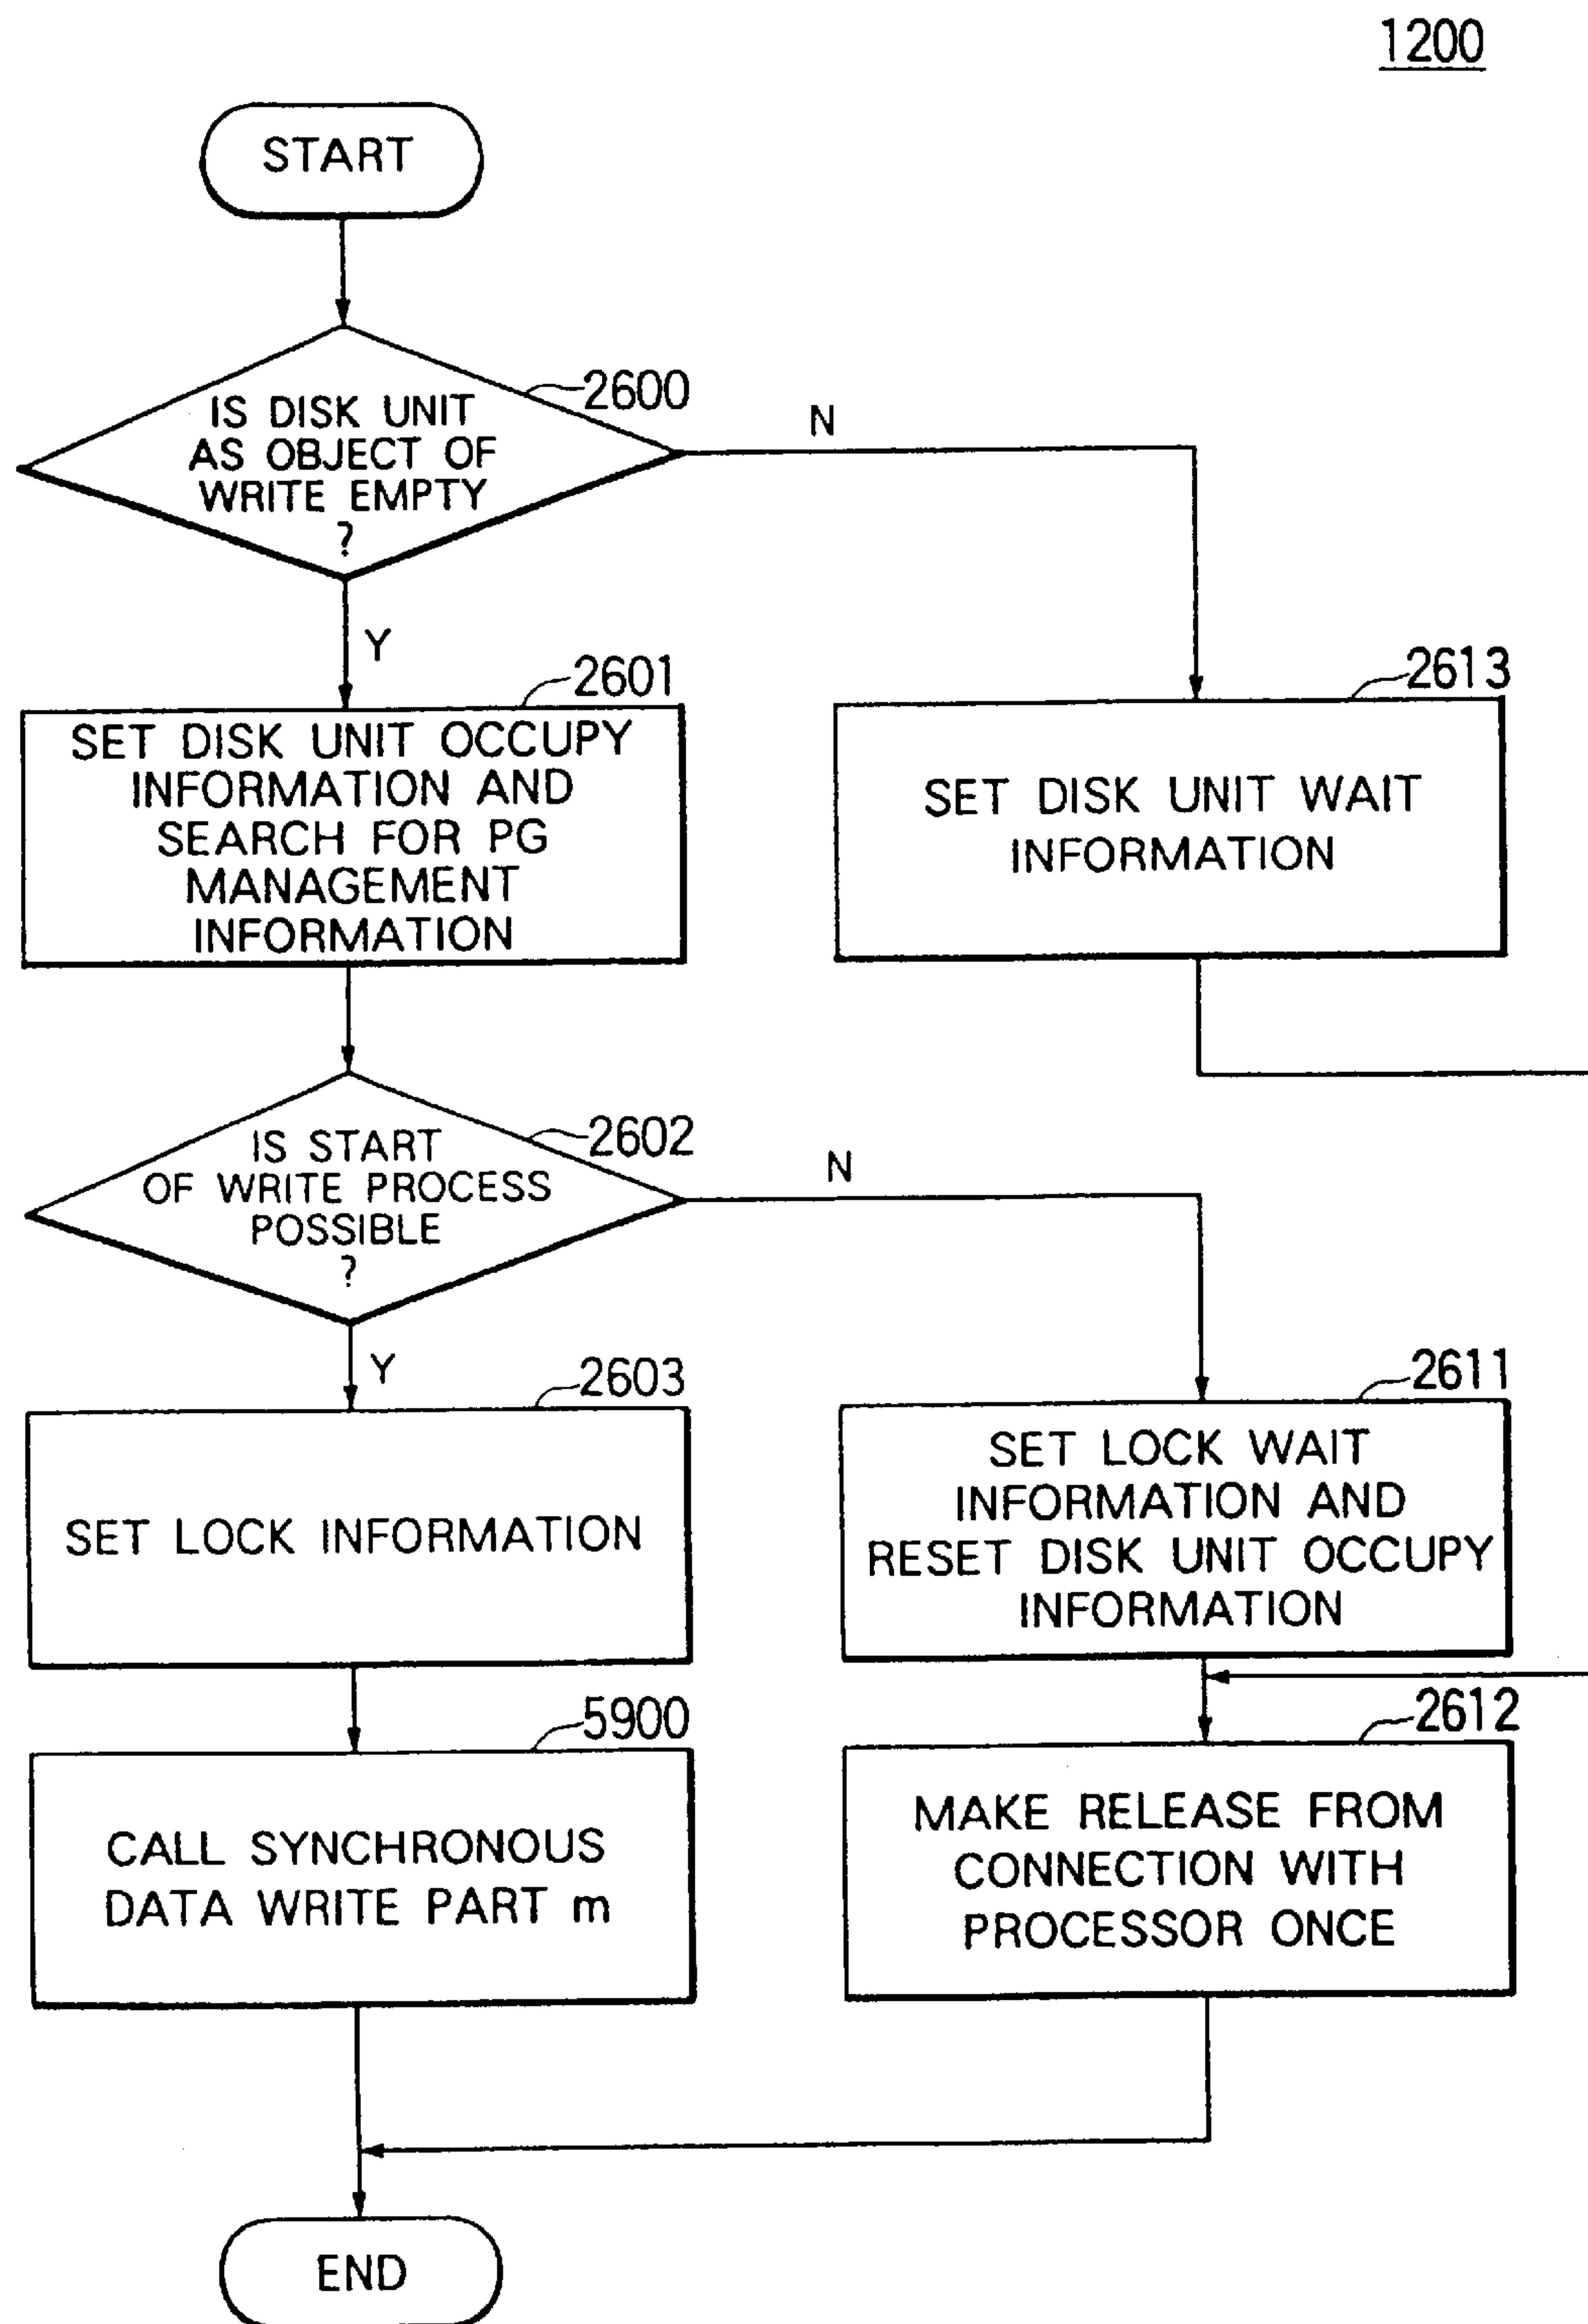 1200
START
2600
IS DISK UNIT
AS OBJECT OF
WRITE EMPTY
?
N
Y
2601
SET DISK UNIT OCCUPY
INFORMATION AND
SEARCH FOR PG
MANAGEMENT
INFORMATION
2613
SET DISK UNIT WAIT
INFORMATION
2602
IS START
OF WRITE PROCESS
POSSIBLE
?
N
Y
2603
SET LOCK INFORMATION
2611
SET LOCK WAIT
INFORMATION AND
RESET DISK UNIT OCCUPY
INFORMATION
5900
CALL SYNCHRONOUS
DATA WRITE PART m
2612
MAKE RELEASE FROM
CONNECTION WITH
PROCESSOR ONCE
END